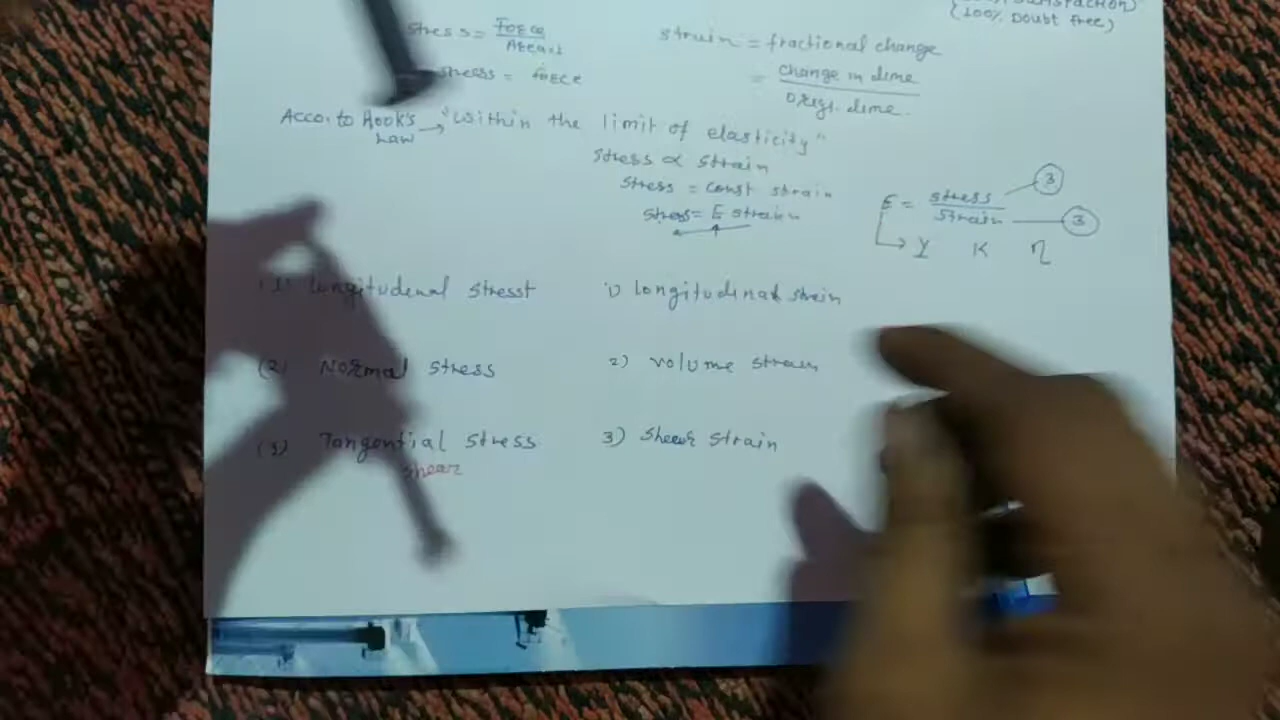 (100% Doubt free)
stress = Force / Area
strain = fractional change
stress = force
= change in dime / Orig. dime.
Acco. to Hook's Law → "within the limit of elasticity"
stress ∝ strain
stress = const strain
stress = E strain
E = stress / strain
3
3
Y K η
(1) Longitudenal stresst
1) longitudinal strain
(2) Normal stress
2) volume strain
(3) Tangential stress
shear
3) shear strain